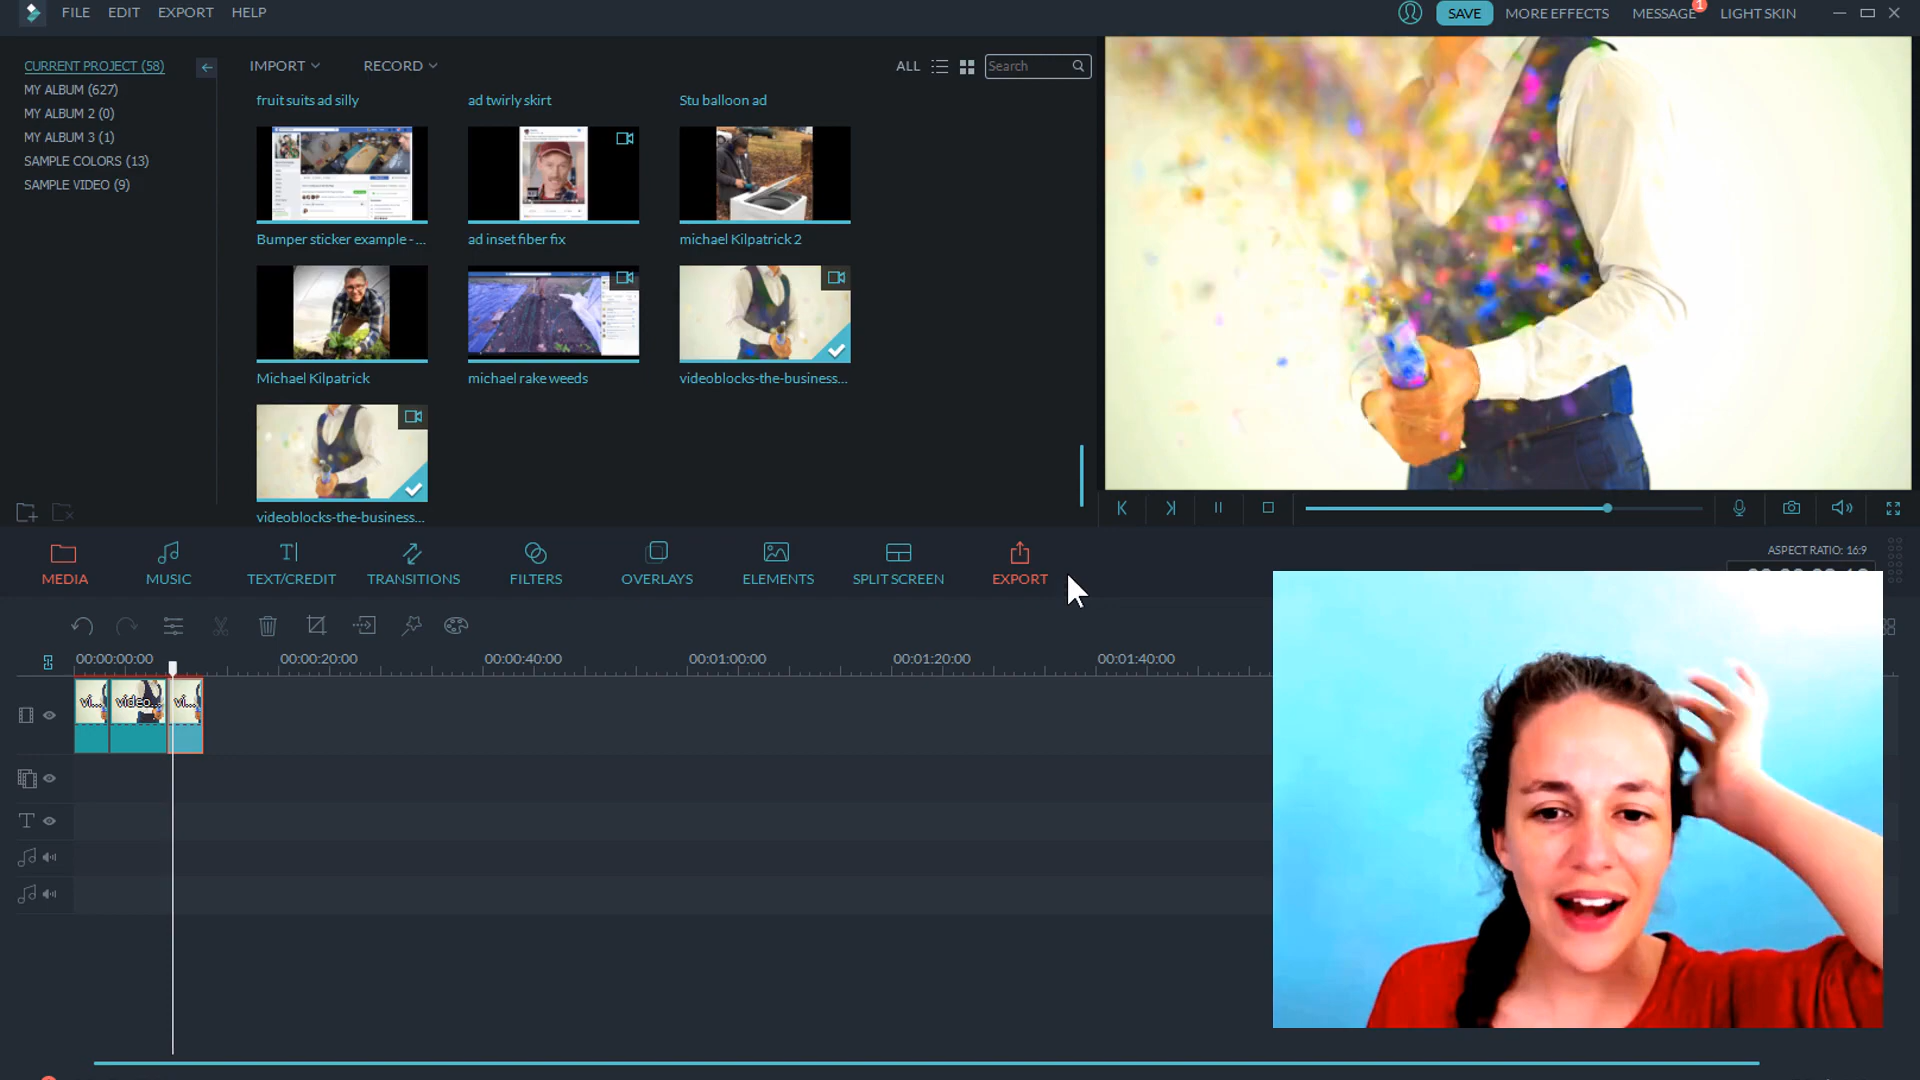 FILE EDIT EXPORT HELP
SAVE MORE EFFECTS MESSAGE 1 LIGHT SKIN
CURRENT PROJECT (58)
MY ALBUM (627)
MY ALBUM 2 (0)
MY ALBUM 3 (1)
SAMPLE COLORS (13)
SAMPLE VIDEO (9)
IMPORT RECORD ALL Search
fruit suits ad silly ad twirly skirt Stu balloon ad
Bumper sticker example - ... ad inset fiber fix michael Kilpatrick 2
Michael Kilpatrick michael rake weeds videoblocks-the-business...
videoblocks-the-business...
MEDIA MUSIC TEXT/CREDIT TRANSITIONS FILTERS OVERLAYS ELEMENTS SPLIT SCREEN EXPORT
ASPECT RATIO: 16:9
00:00:00:00 00:00:20:00 00:00:40:00 00:01:00:00 00:01:20:00 00:01:40:00
vi... video... vi...